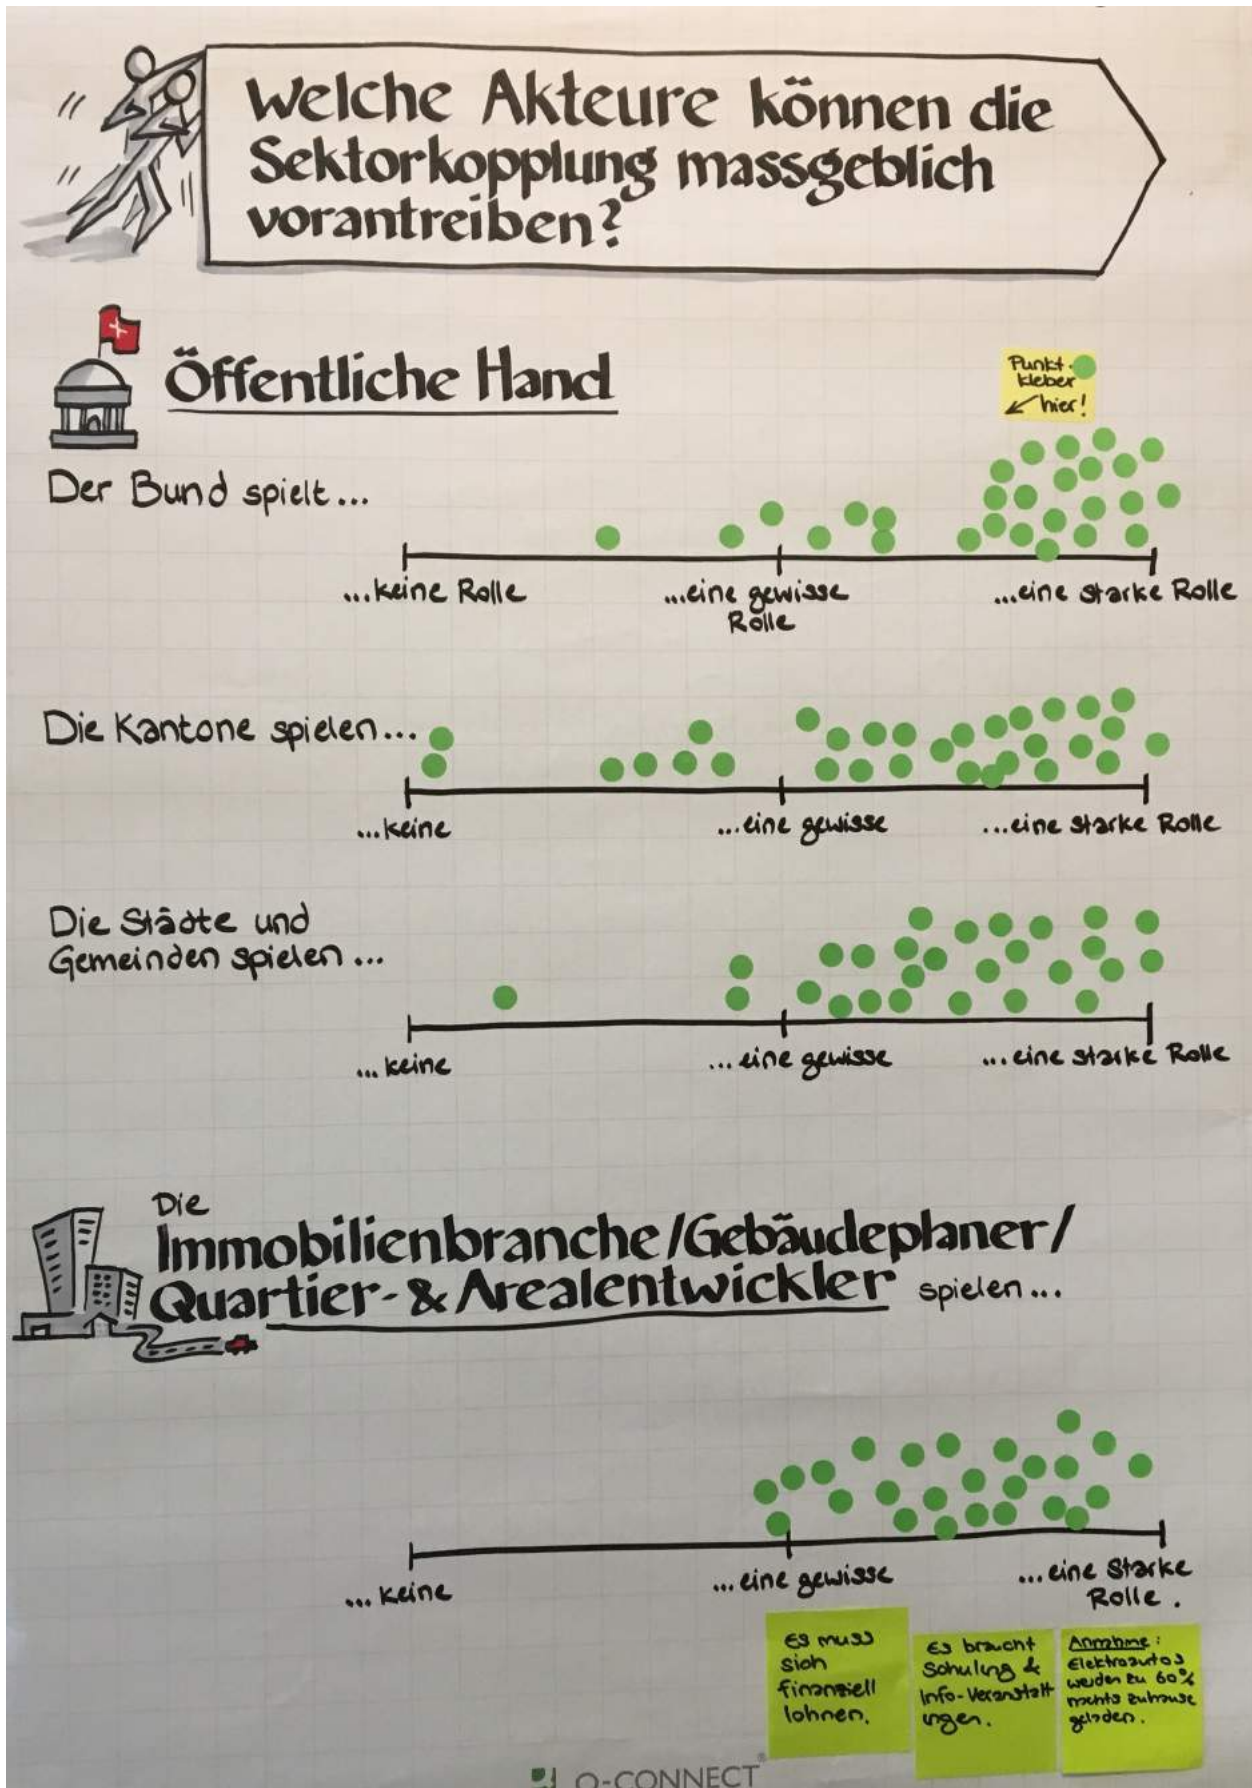 Welche Akteure können die
Sektorkopplung massgeblich
vorantreiben?
Öffentliche Hand
Punkt-
kleber
hier!
Der Bund spielt...
...keine Rolle
...eine gewisse
Rolle
...eine starke Rolle
Die Kantone spielen...
...keine
...eine gewisse
...eine starke Rolle
Die Städte und
Gemeinden spielen...
...keine
...eine gewisse
...eine starke Rolle
Die
Immobilienbranche/Gebäudeplaner/
Quartier- & Arealentwickler spielen...
...keine
...eine gewisse
...eine starke
Rolle.
Es muss
sich
finanziell
lohnen.
Es braucht
Schulung &
Info-Veranstalt
ungen.
Annahme:
Elektroautos
werden zu 60%
nachts zuhause
geladen.
Q-CONNECT®